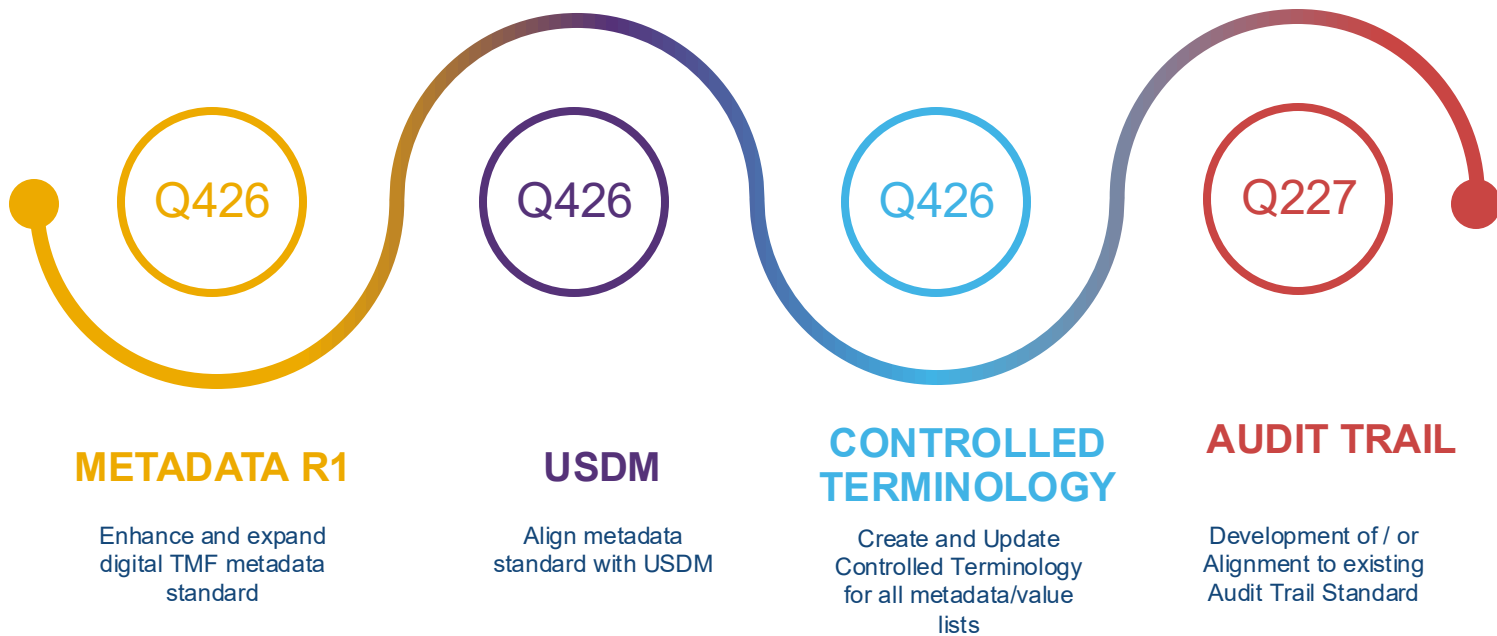 Q426
Q426
Q426
Q227
METADATA R1
Enhance and expand
digital TMF metadata
standard
USDM
Align metadata
standard with USDM
CONTROLLED
TERMINOLOGY
Create and Update
Controlled Terminology
for all metadata/value
lists
AUDIT TRAIL
Development of / or
Alignment to existing
Audit Trail Standard